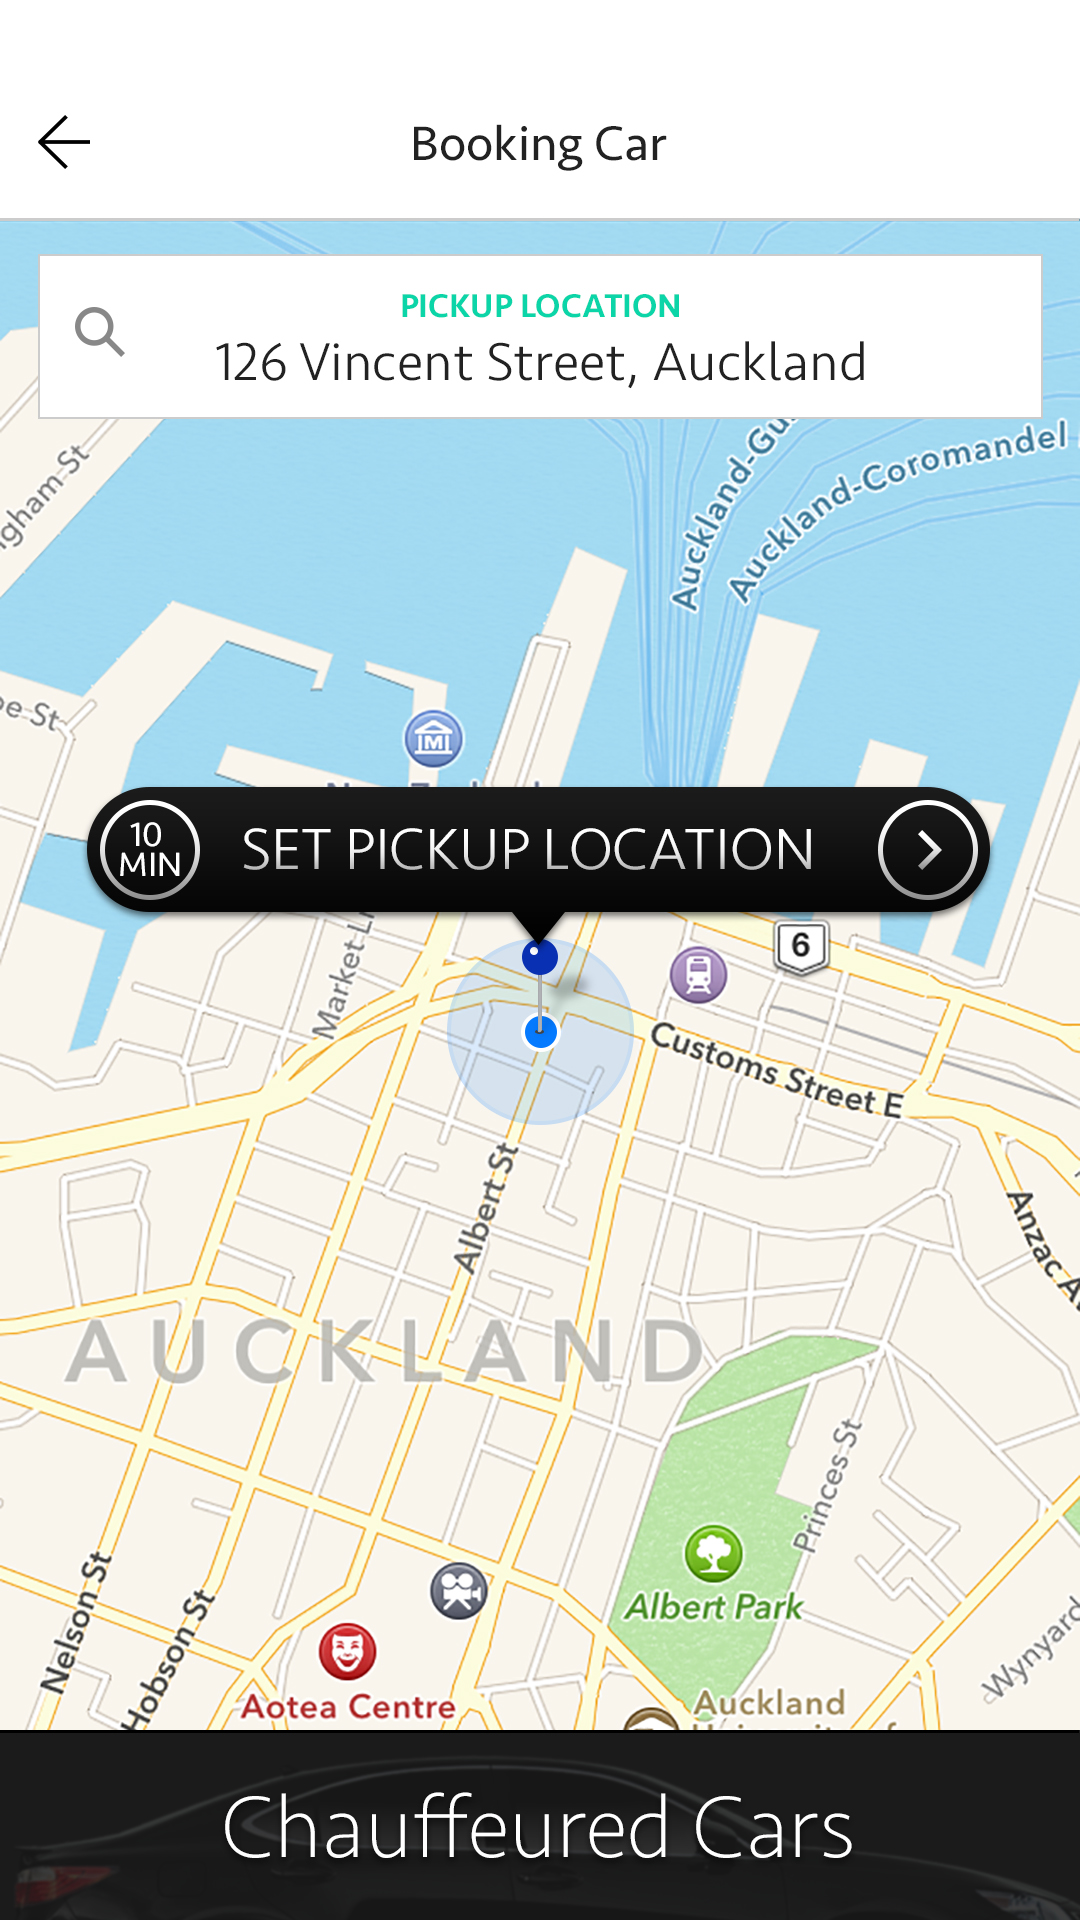 Booking Car
PICKUP LOCATION
126 Vincent Street, Auckland
Auckland-Gu
Auckland-Coromandel
gham-St
e-St
10
MIN
SET PICKUP LOCATION
Market-L
6
Customs Street E
Albert St
Anzac A
AUCKLAND
Princes-St
Albert Park
Nelson St
Hobson St
Wynyard
Aotea Centre
Auckland
Chauffeured Cars